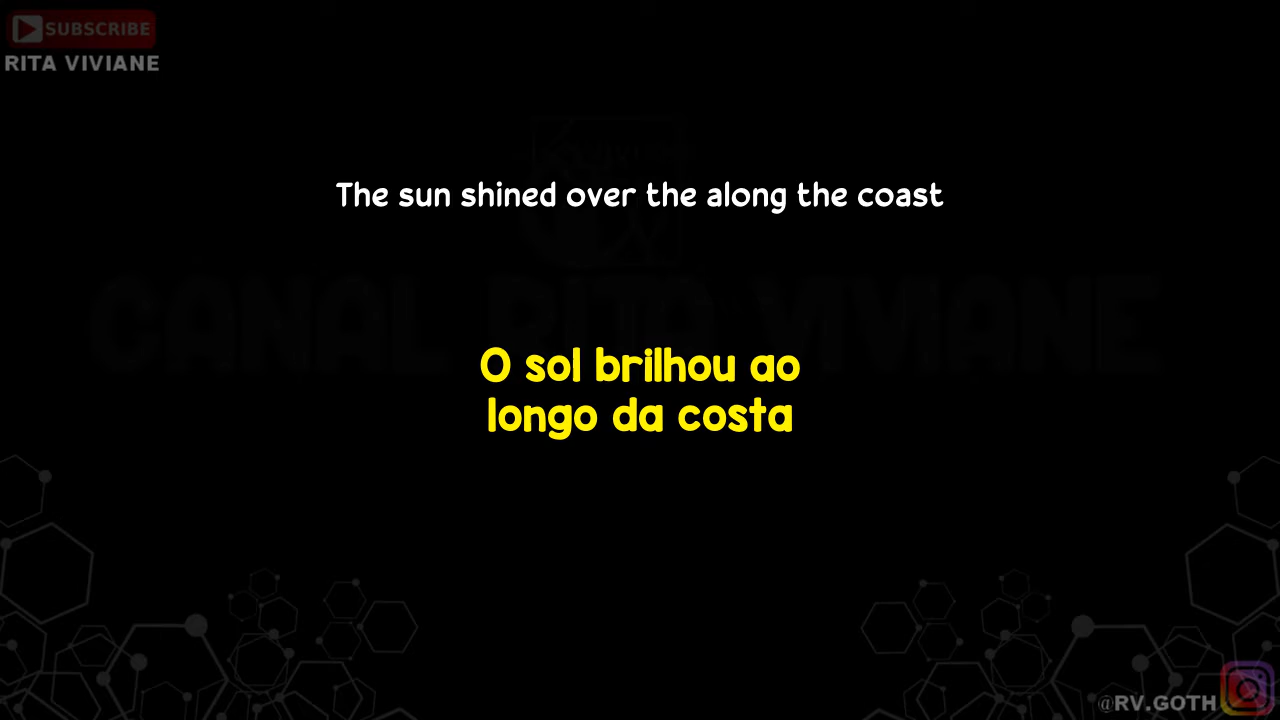 SUBSCRIBE
RITA VIVIANE
The sun shined over the along the coast
CANAL RITA VIVIANE
O sol brilhou ao
longo da costa
@RV.GOTH